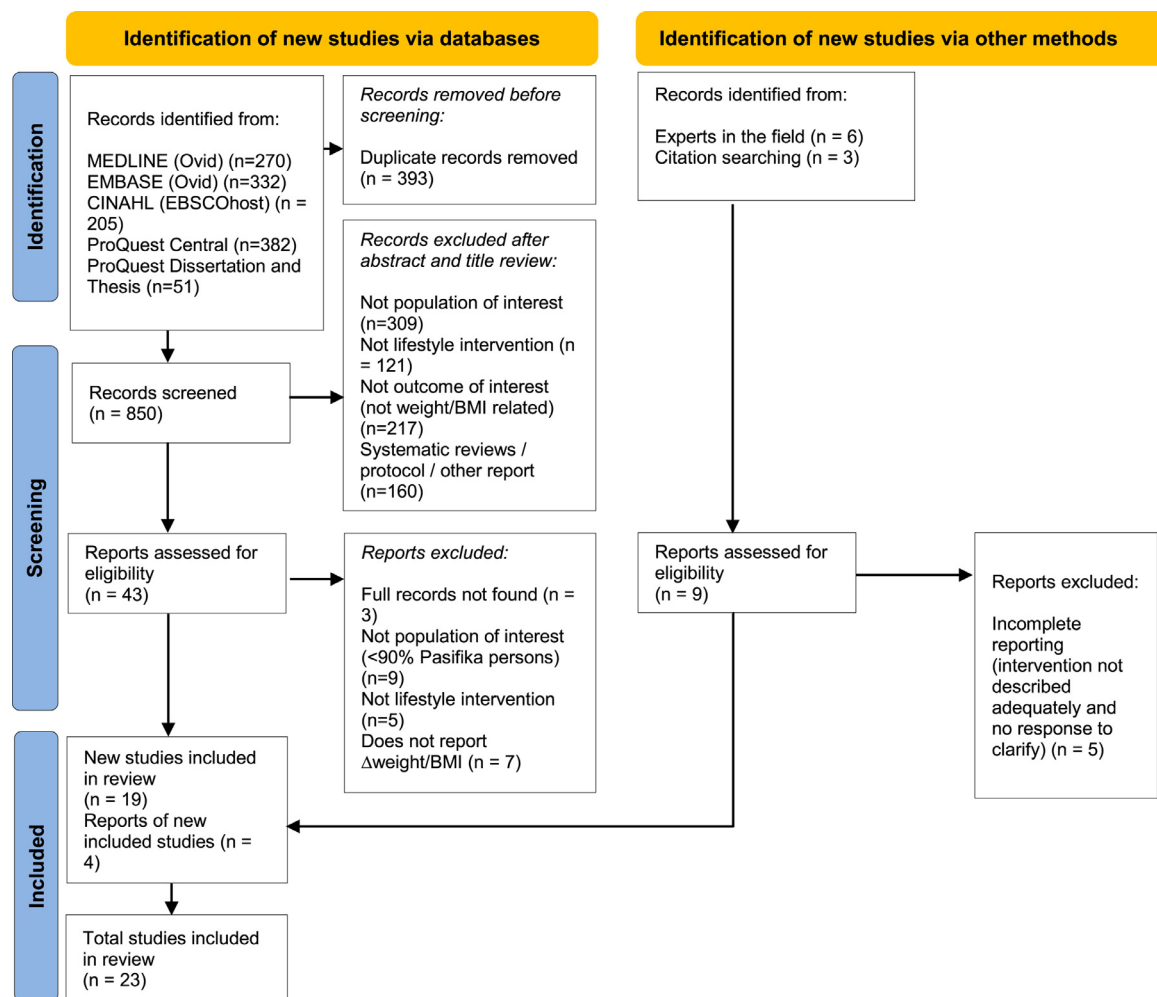 Identification of new studies via databases
Identification of new studies via other methods
Identification
Records identified from:
MEDLINE (Ovid) (n=270)
EMBASE (Ovid) (n=332)
CINAHL (EBSCOhost) (n =
205)
ProQuest Central (n=382)
ProQuest Dissertation and
Thesis (n=51)
Records removed before
screening:
Duplicate records removed
(n = 393)
Records identified from:
Experts in the field (n = 6)
Citation searching (n = 3)
Screening
Records screened
(n = 850)
Records excluded after
abstract and title review:
Not population of interest
(n=309)
Not lifestyle intervention (n
= 121)
Not outcome of interest
(not weight/BMI related)
(n=217)
Systematic reviews /
protocol / other report
(n=160)
Reports assessed for
eligibility
(n = 43)
Reports excluded:
Full records not found (n =
3)
Not population of interest
(<90% Pasifika persons)
(n=9)
Not lifestyle intervention
(n=5)
Does not report
Δweight/BMI (n = 7)
Reports assessed for
eligibility
(n = 9)
Reports excluded:
Incomplete
reporting
(intervention not
described
adequately and
no response to
clarify) (n = 5)
Included
New studies included
in review
(n = 19)
Reports of new
included studies (n =
4)
Total studies included
in review
(n = 23)